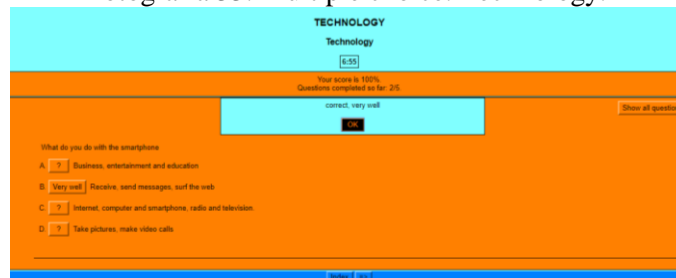 TECHNOLOGY
Technology
6:55
Your score is 100%.
Questions completed so far: 2/5.
correct, very well
OK
Show all question
What do you do with the smartphone
A. ? Business, entertainment and education
B. Very well Receive, send messages, surf the web
C. ? Internet, computer and smartphone, radio and television.
D. ? Take pictures, make video calls
Index =>